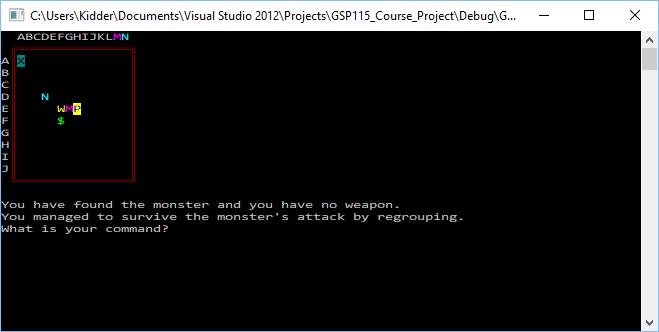 C:\Users\Kidder\Documents\Visual Studio 2012\Projects\GSP115_Course_Project\Debug\G...
ABCDEFGHIJKLMN
A X
B
C
D N
E WMP
F $
G
H
I
J
You have found the monster and you have no weapon.
You managed to survive the monster's attack by regrouping.
What is your command?